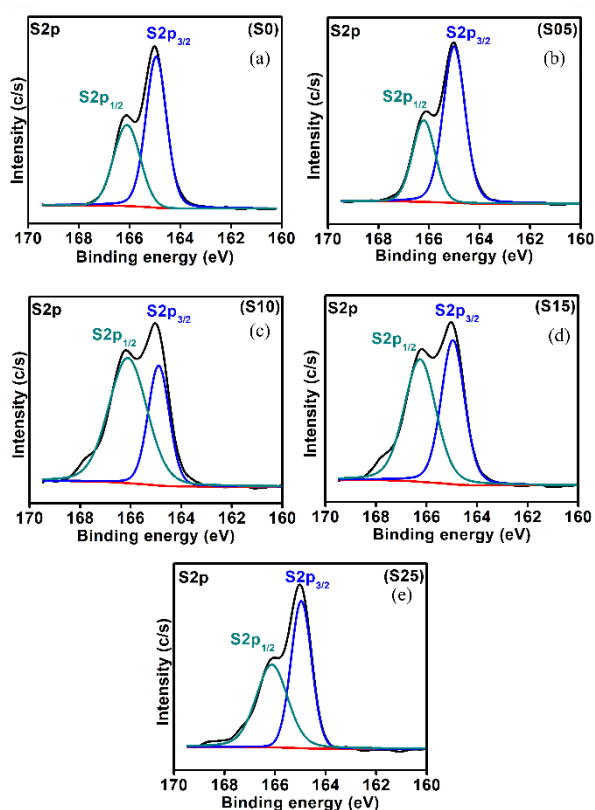 S2p S2p3/2 (S0)
(a)
S2p1/2
Intensity (c/s)
170 168 166 164 162 160
Binding energy (eV)
S2p S2p3/2 (S05)
(b)
S2p1/2
Intensity (c/s)
170 168 166 164 162 160
Binding energy (eV)
S2p (S10)
S2p1/2 S2p3/2 (c)
Intensity (c/s)
170 168 166 164 162 160
Binding energy (eV)
S2p S2p3/2 (S15)
S2p1/2 (d)
Intensity (c/s)
170 168 166 164 162 160
Binding energy (eV)
S2p S2p3/2 (S25)
(e)
S2p1/2
Intensity (c/s)
170 168 166 164 162 160
Binding energy (eV)